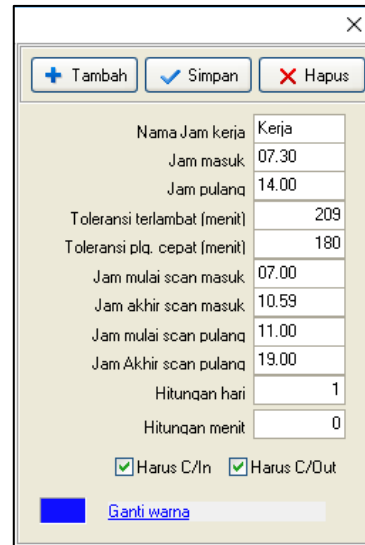 Tambah Simpan Hapus
Nama Jam kerja Kerja
Jam masuk 07.30
Jam pulang 14.00
Toleransi terlambat (menit) 209
Toleransi plg. cepat (menit) 180
Jam mulai scan masuk 07.00
Jam akhir scan masuk 10.59
Jam mulai scan pulang 11.00
Jam Akhir scan pulang 19.00
Hitungan hari 1
Hitungan menit 0
Harus C/In Harus C/Out
Ganti warna